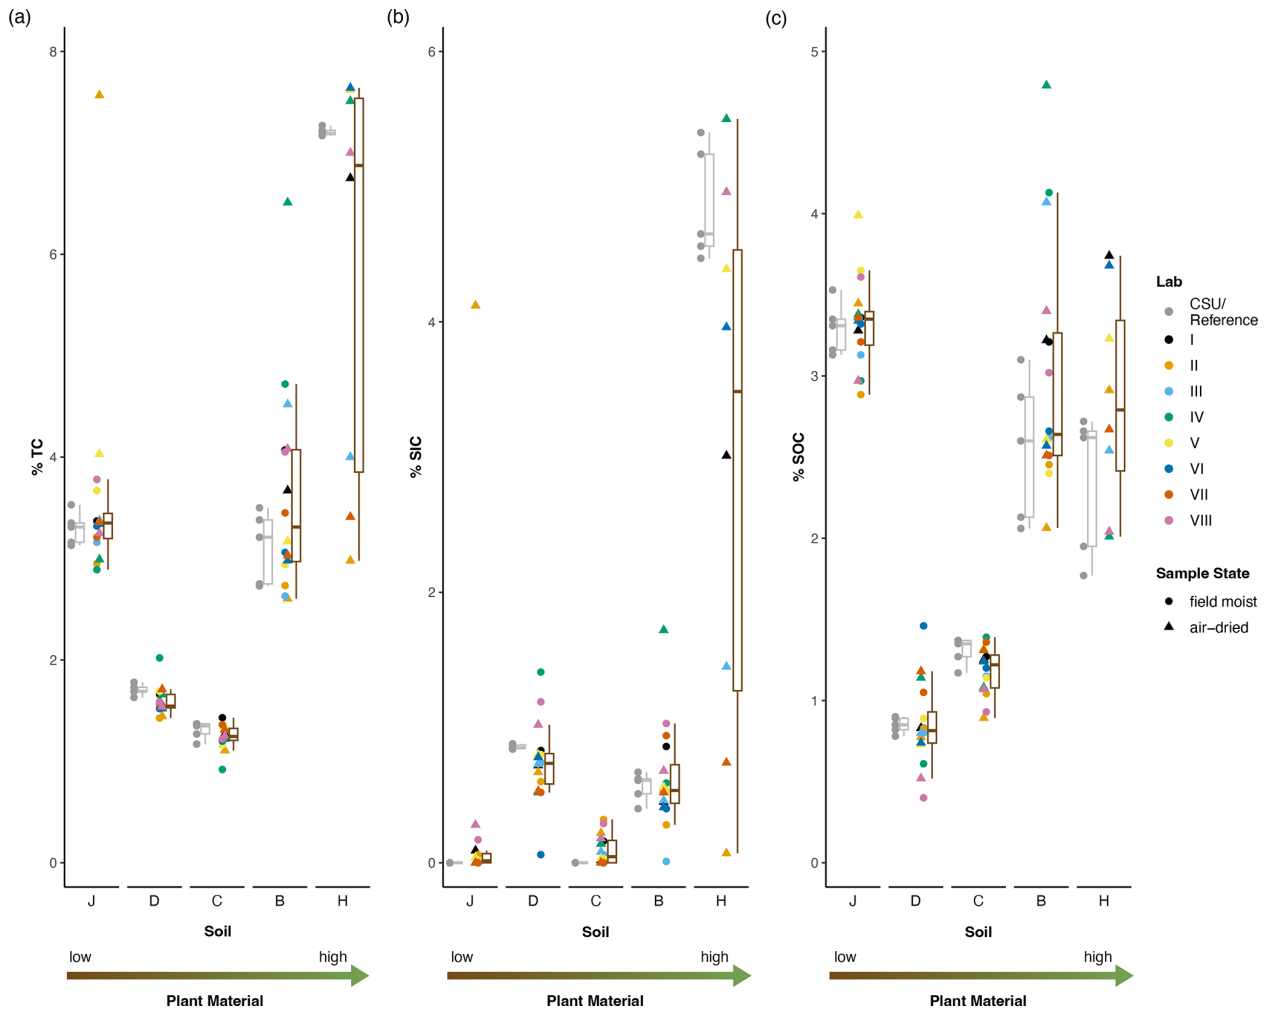 (a)
(b)
(c)
% TC
8
6
4
2
0
J D C B H
Soil
low high
Plant Material
% SIC
6
4
2
0
J D C B H
Soil
low high
Plant Material
% SOC
5
4
3
2
1
0
J D C B H
Soil
low high
Plant Material
Lab
CSU/
Reference
I
II
III
IV
V
VI
VII
VIII
Sample State
field moist
air−dried